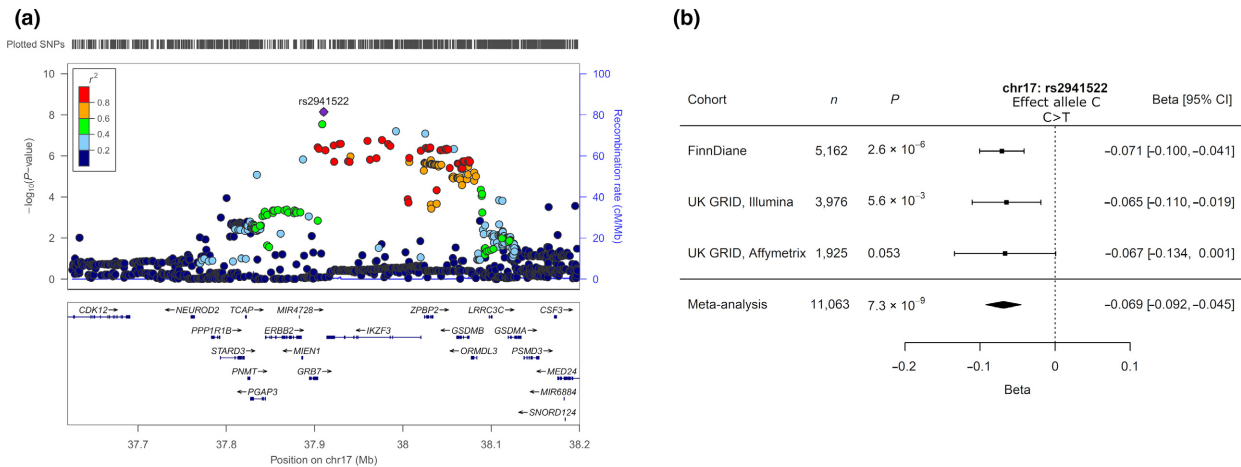 (a)
Plotted SNPs
10
8
6
4
2
0
−log10(P−value)
r²
0.8
0.6
0.4
0.2
rs2941522
100
80
60
40
20
0
Recombination rate (cM/Mb)
CDK12→ ←NEUROD2 TCAP→ MIR4728→ ZPBP2→ LRRC3C→ CSF3→
PPP1R1B→ ERBB2→ ←IKZF3 ←GSDMB GSDMA→
STARD3→ ←MIEN1 ←ORMDL3 PSMD3→
PNMT→ GRB7→ ←MED24
←PGAP3 ←MIR6884
←SNORD124
37.7 37.8 37.9 38 38.1 38.2
Position on chr17 (Mb)
(b)
chr17: rs2941522
Effect allele C
C>T
Cohort n P Beta [95% CI]
FinnDiane 5,162 2.6 × 10⁻⁶ −0.071 [−0.100, −0.041]
UK GRID, Illumina 3,976 5.6 × 10⁻³ −0.065 [−0.110, −0.019]
UK GRID, Affymetrix 1,925 0.053 −0.067 [−0.134, 0.001]
Meta-analysis 11,063 7.3 × 10⁻⁹ −0.069 [−0.092, −0.045]
−0.2 −0.1 0 0.1
Beta